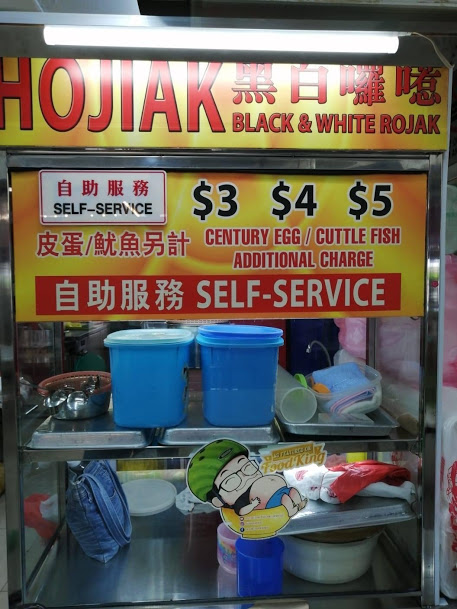 HOJIAK 黑白囉嗻
BLACK & WHITE ROJAK
自助服務
SELF-SERVICE
$3 $4 $5
皮蛋/魷魚另計
CENTURY EGG / CUTTLE FISH
ADDITIONAL CHARGE
自助服務 SELF-SERVICE
Food King